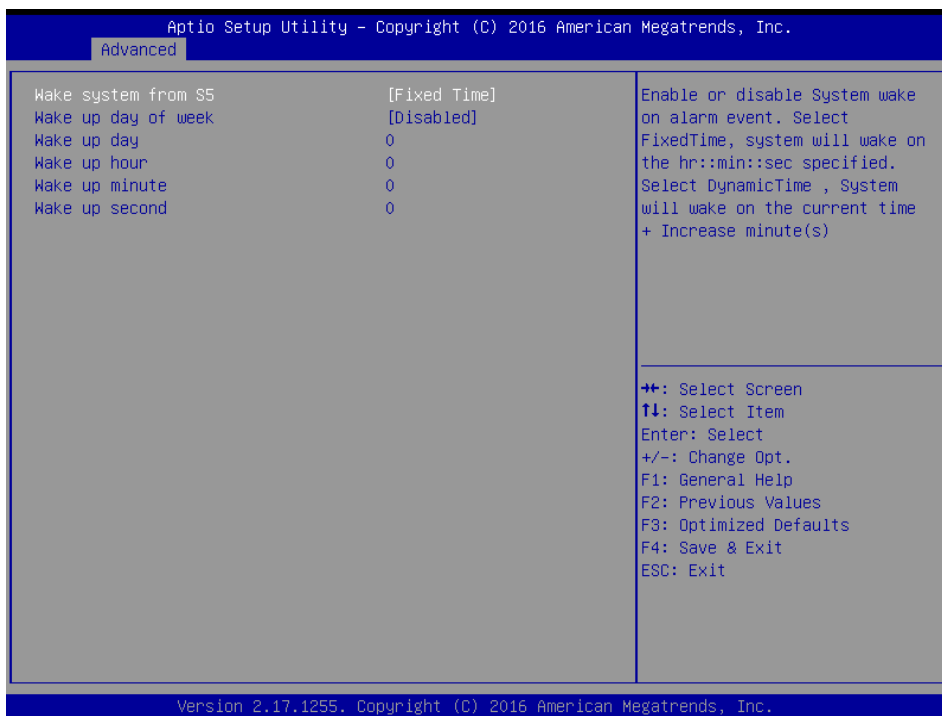 Aptio Setup Utility – Copyright (C) 2016 American Megatrends, Inc.
Advanced
Wake system from S5 [Fixed Time]
Wake up day of week [Disabled]
Wake up day 0
Wake up hour 0
Wake up minute 0
Wake up second 0
Enable or disable System wake
on alarm event. Select
FixedTime, system will wake on
the hr::min::sec specified.
Select DynamicTime , System
will wake on the current time
+ Increase minute(s)
→←: Select Screen
↑↓: Select Item
Enter: Select
+/-: Change Opt.
F1: General Help
F2: Previous Values
F3: Optimized Defaults
F4: Save & Exit
ESC: Exit
Version 2.17.1255. Copyright (C) 2016 American Megatrends, Inc.